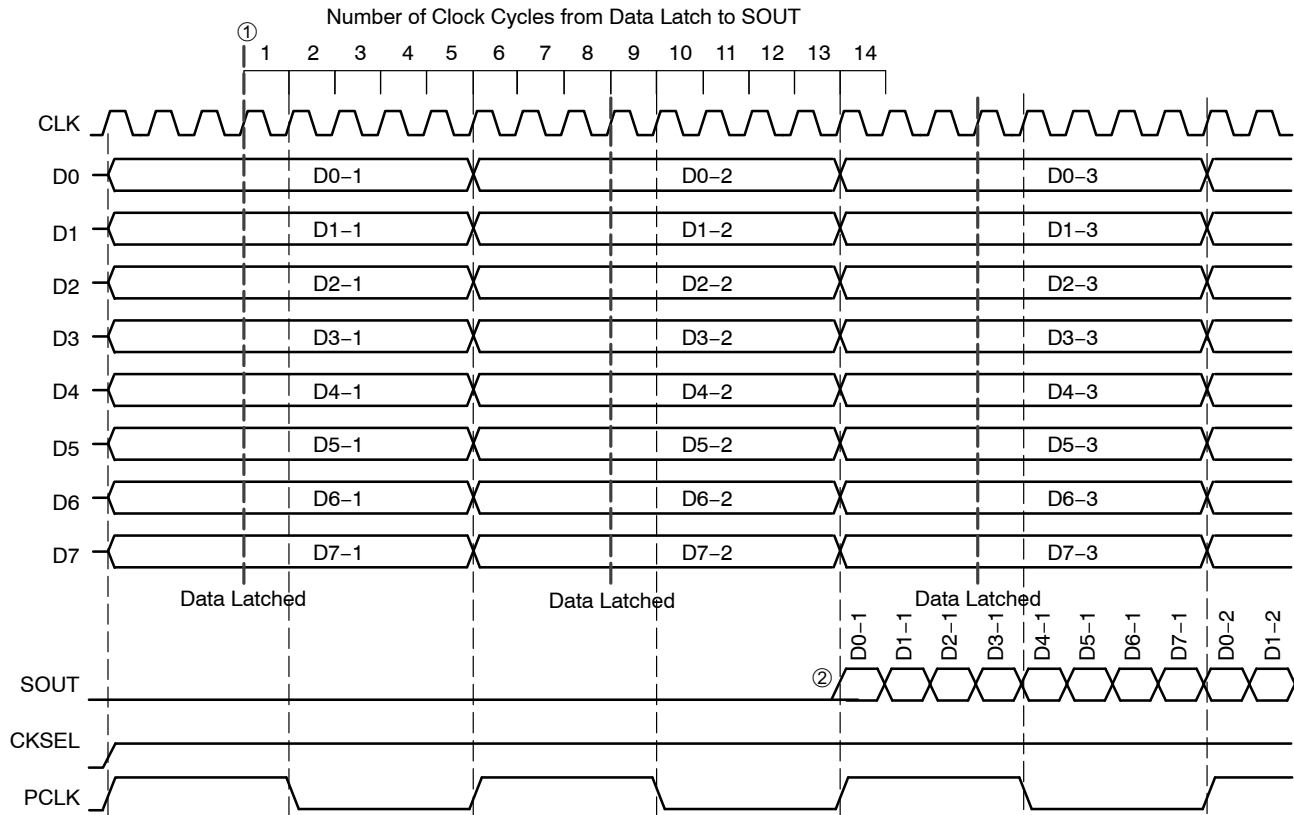 Number of Clock Cycles from Data Latch to SOUT
①
1 2 3 4 5 6 7 8 9 10 11 12 13 14
CLK
D0 D0−1 D0−2 D0−3
D1 D1−1 D1−2 D1−3
D2 D2−1 D2−2 D2−3
D3 D3−1 D3−2 D3−3
D4 D4−1 D4−2 D4−3
D5 D5−1 D5−2 D5−3
D6 D6−1 D6−2 D6−3
D7 D7−1 D7−2 D7−3
Data Latched Data Latched Data Latched
D0−1 D1−1 D2−1 D3−1 D4−1 D5−1 D6−1 D7−1 D0−2 D1−2
SOUT ②
CKSEL
PCLK